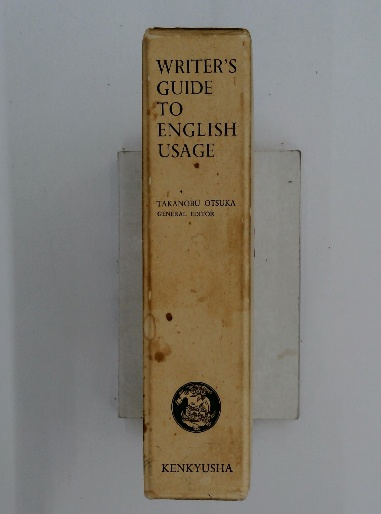 WRITER'S
GUIDE
TO
ENGLISH
USAGE
TAKANOBU OTSUKA
GENERAL EDITOR
KENKYUSHA